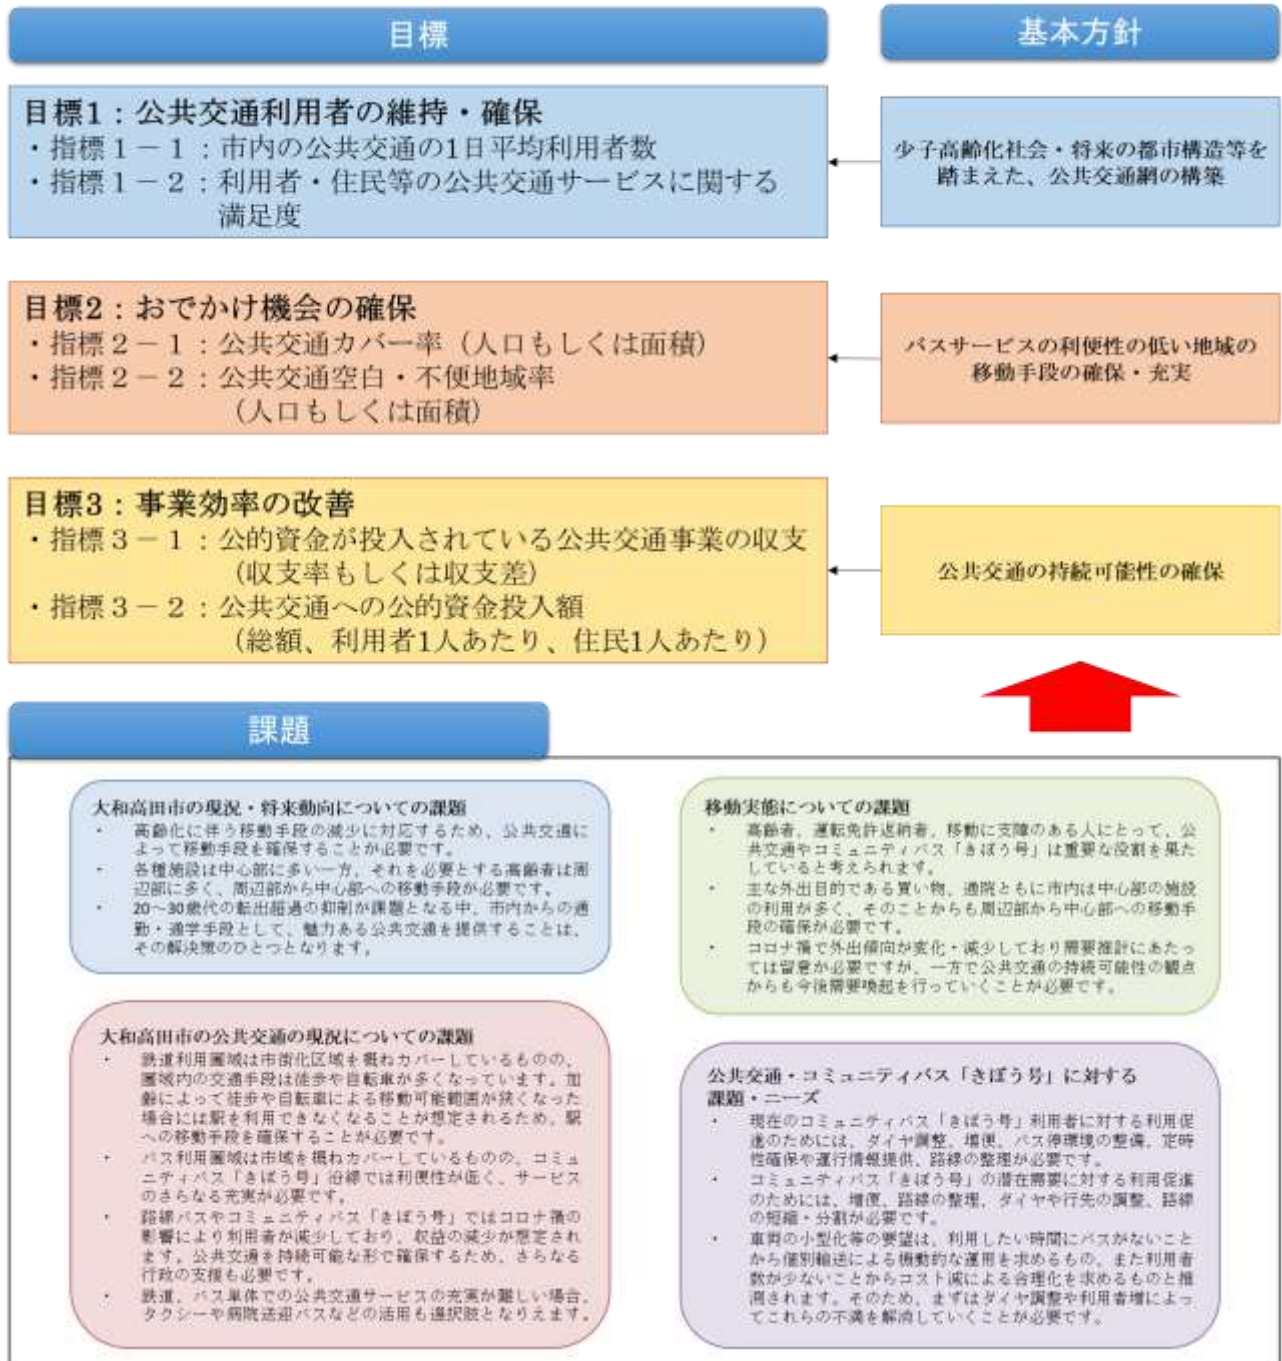 目標
基本方針
目標1：公共交通利用者の維持・確保
・指標１－１：市内の公共交通の1日平均利用者数
・指標１－２：利用者・住民等の公共交通サービスに関する
満足度
少子高齢化社会・将来の都市構造等を
踏まえた、公共交通網の構築
目標2：おでかけ機会の確保
・指標２－１：公共交通カバー率（人口もしくは面積）
・指標２－２：公共交通空白・不便地域率
（人口もしくは面積）
バスサービスの利便性の低い地域の
移動手段の確保・充実
目標3：事業効率の改善
・指標３－１：公的資金が投入されている公共交通事業の収支
（収支率もしくは収支差）
・指標３－２：公共交通への公的資金投入額
（総額、利用者1人あたり、住民1人あたり）
公共交通の持続可能性の確保
課題
大和高田市の現況・将来動向についての課題
・ 高齢化に伴う移動手段の減少に対応するため、公共交通に
よって移動手段を確保することが必要です。
・ 各種施設は中心部に多い一方、それを必要とする高齢者は周
辺部に多く、周辺部から中心部への移動手段が必要です。
・ 20～30歳代の転出超過の抑制が課題となる中、市内からの通
勤・通学手段として、魅力ある公共交通を提供することは、
その解決策のひとつとなります。
大和高田市の公共交通の現況についての課題
・ 鉄道利用圏域は市街化区域を概ねカバーしているものの、
圏域内の交通手段は徒歩や自転車が多くなっています。加
齢によって徒歩や自転車による移動可能範囲が狭くなった
場合には駅を利用できなくなることが想定されるため、駅
への移動手段を確保することが必要です。
・ バス利用圏域は市域を概ねカバーしているものの、コミュ
ニティバス「きぼう号」沿線では利便性が低く、サービス
のさらなる充実が必要です。
・ 路線バスやコミュニティバス「きぼう号」ではコロナ禍の
影響により利用者が減少しており、収益の減少が想定され
ます。公共交通を持続可能な形で確保するため、さらなる
行政の支援も必要です。
・ 鉄道、バス単体での公共交通サービスの充実が難しい場合、
タクシーや病院送迎バスなどの活用も選択肢となりえます。
移動実態についての課題
・ 高齢者、運転免許返納者、移動に支障のある人にとって、公
共交通やコミュニティバス「きぼう号」は重要な役割を果た
していると考えられます。
・ 主な外出目的である買い物、通院ともに市内は中心部の施設
の利用が多く、そのことからも周辺部から中心部への移動手
段の確保が必要です。
・ コロナ禍で外出傾向が変化・減少しており需要推計にあたっ
ては留意が必要ですが、一方で公共交通の持続可能性の観点
からも今後需要喚起を行っていくことが必要です。
公共交通・コミュニティバス「きぼう号」に対する
課題・ニーズ
・ 現在のコミュニティバス「きぼう号」利用者に対する利用促
進のためには、ダイヤ調整、増便、バス停環境の整備、定時
性確保や運行情報提供、路線の整理が必要です。
・ コミュニティバス「きぼう号」の潜在需要に対する利用促進
のためには、増便、路線の整理、ダイヤや行先の調整、路線
の短縮・分割が必要です。
・ 車両の小型化等の要望は、利用したい時間にバスがないこと
から個別輸送による機動的な運用を求めるもの、また利用者
数が少ないことからコスト減による合理化を求めるものと推
測されます。そのため、まずはダイヤ調整や利用者増によっ
てこれらの不満を解消していくことが必要です。